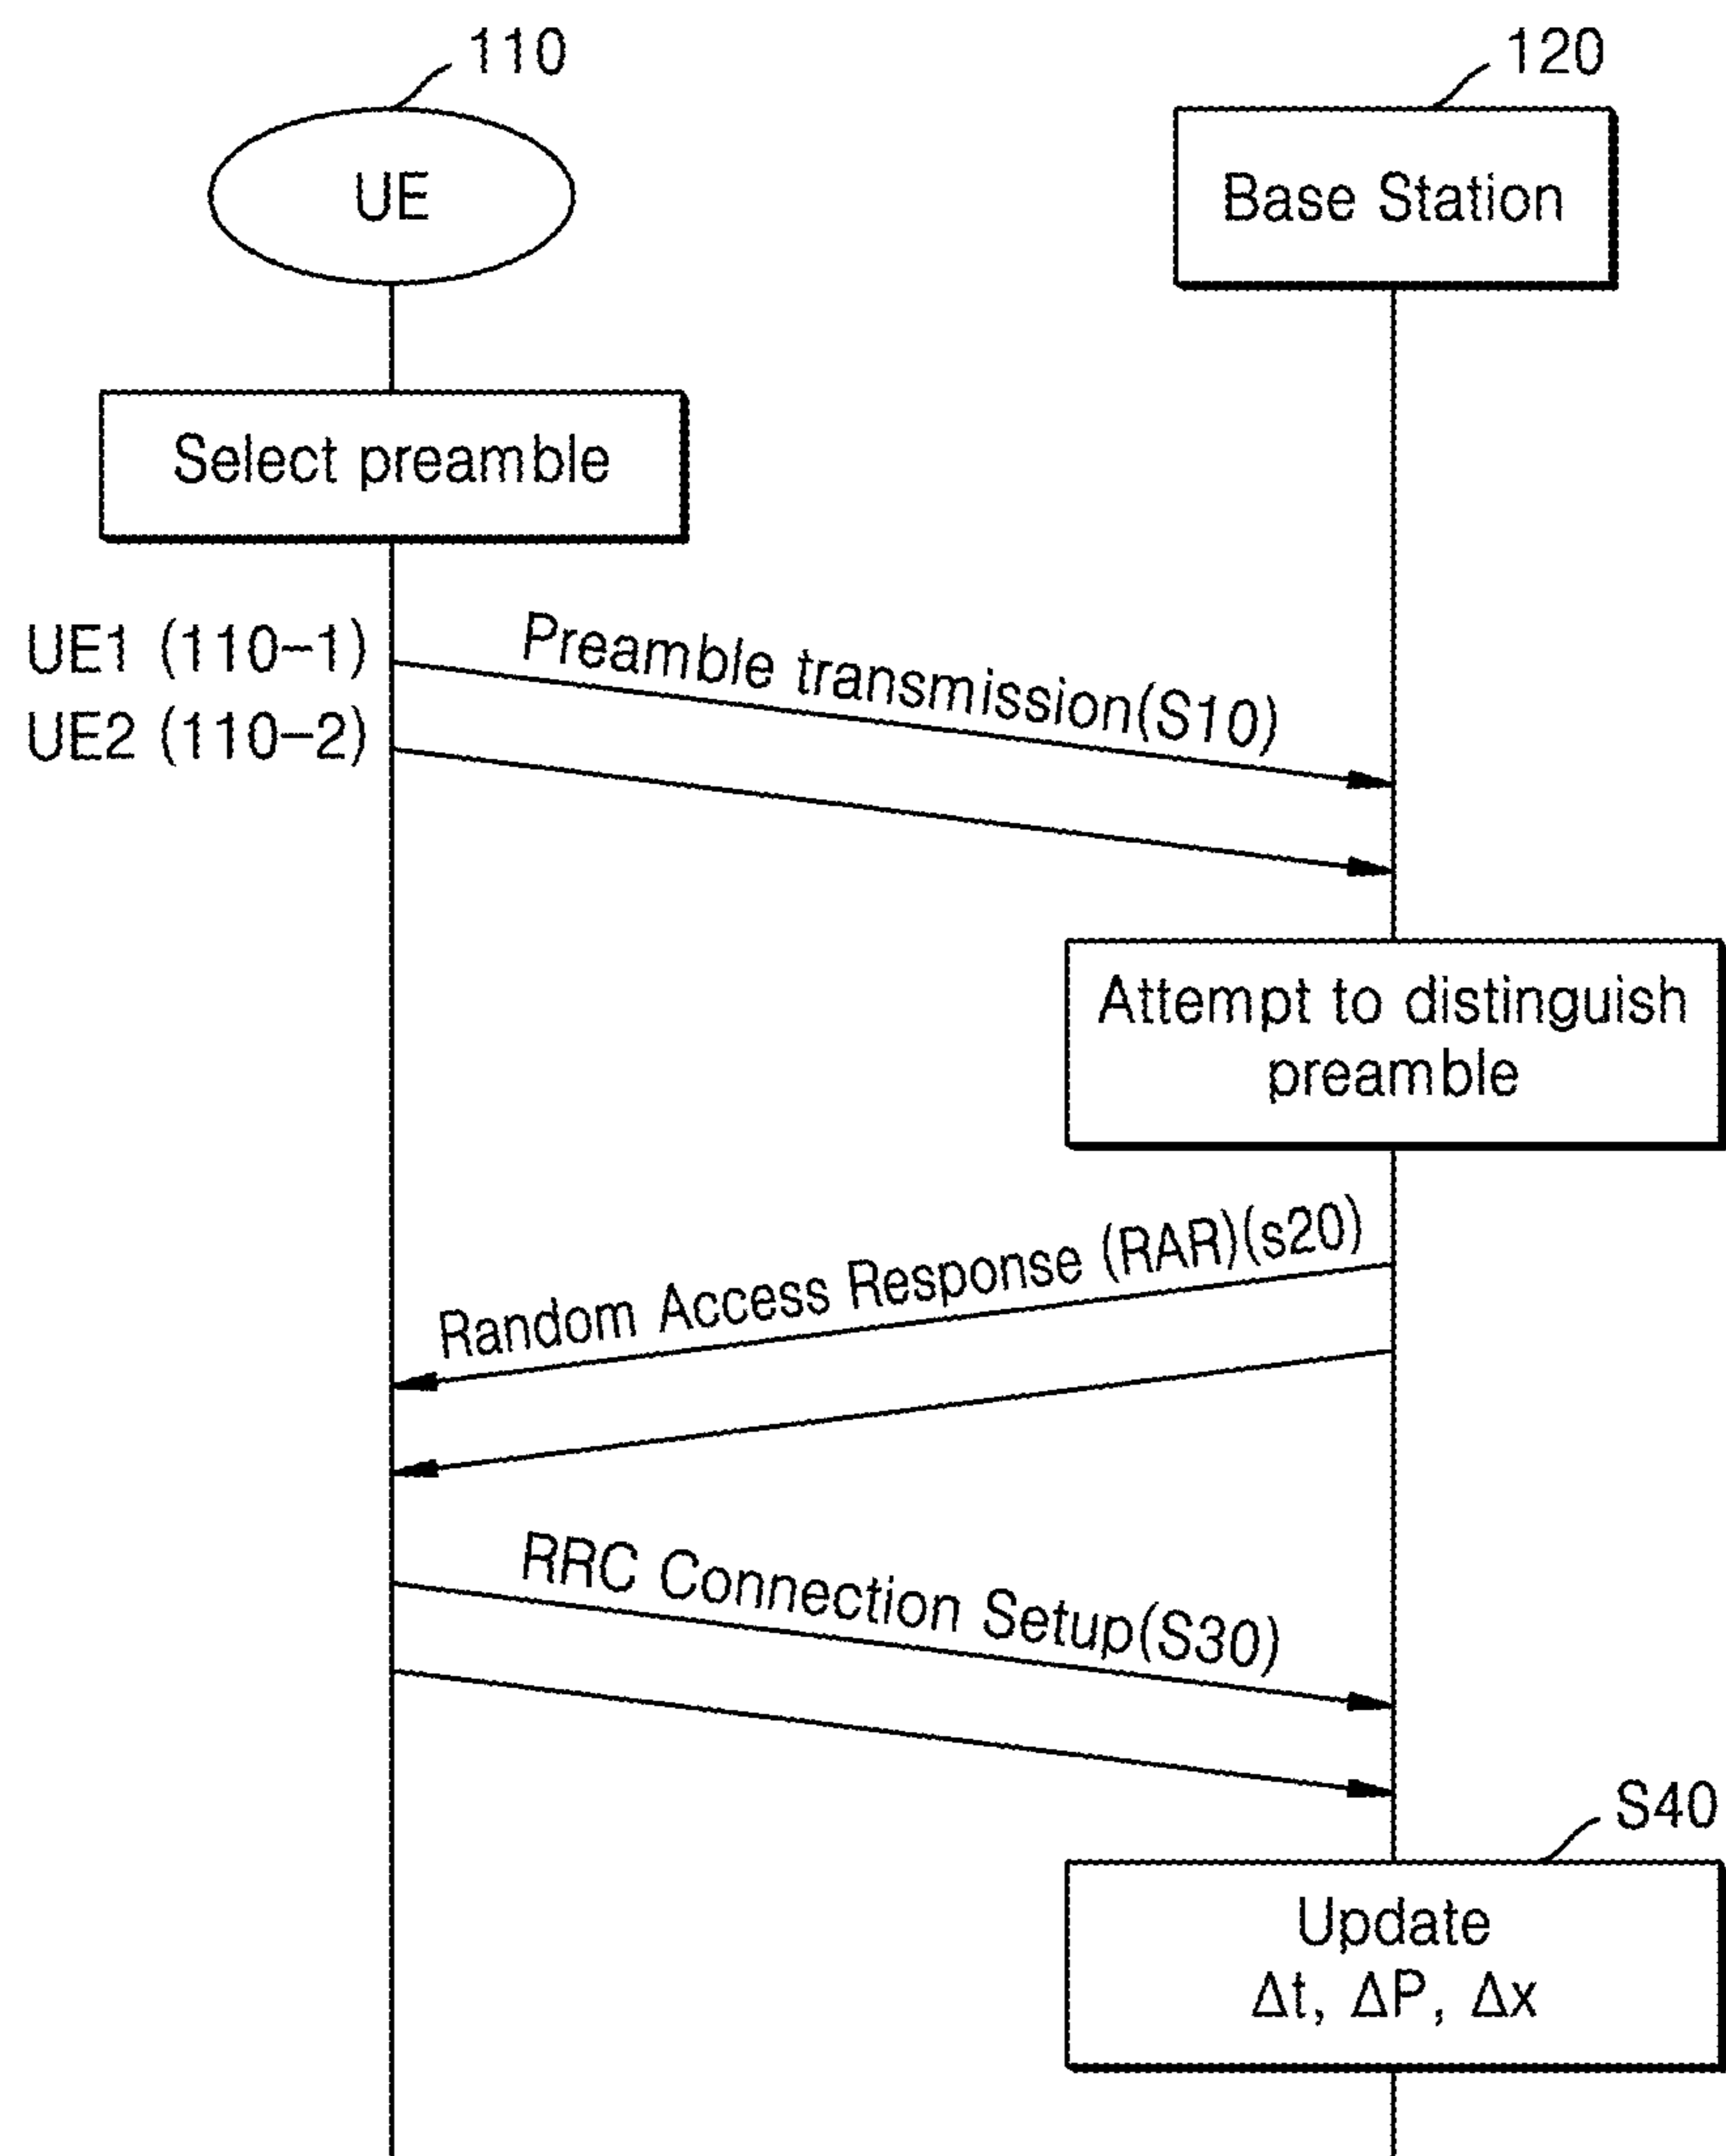 110
120
UE
Base Station
Select preamble
UE1 (110-1)
Preamble transmission(S10)
UE2 (110-2)
Attempt to distinguish
preamble
Random Access Response (RAR)(s20)
RRC Connection Setup(S30)
S40
Update
Δt, ΔP, Δx